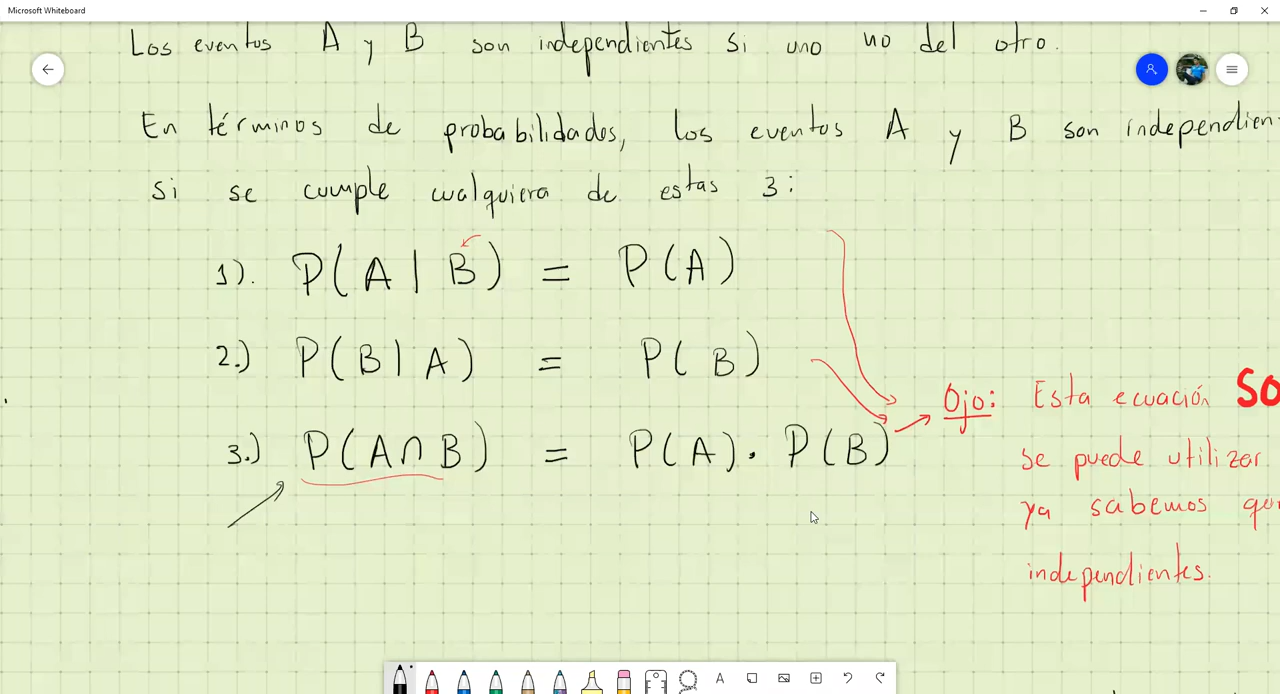 Microsoft Whiteboard
Los eventos A y B son independientes si uno no del otro.
En términos de probabilidades, los eventos A y B son independien
si se cumple cualquiera de estas 3:
1). P(A | B) = P(A)
2.) P(B | A) = P(B)
3.) P(A∩B) = P(A) . P(B)
Ojo: Esta ecuación SO
se puede utilizar
ya sabemos que
independientes.
A